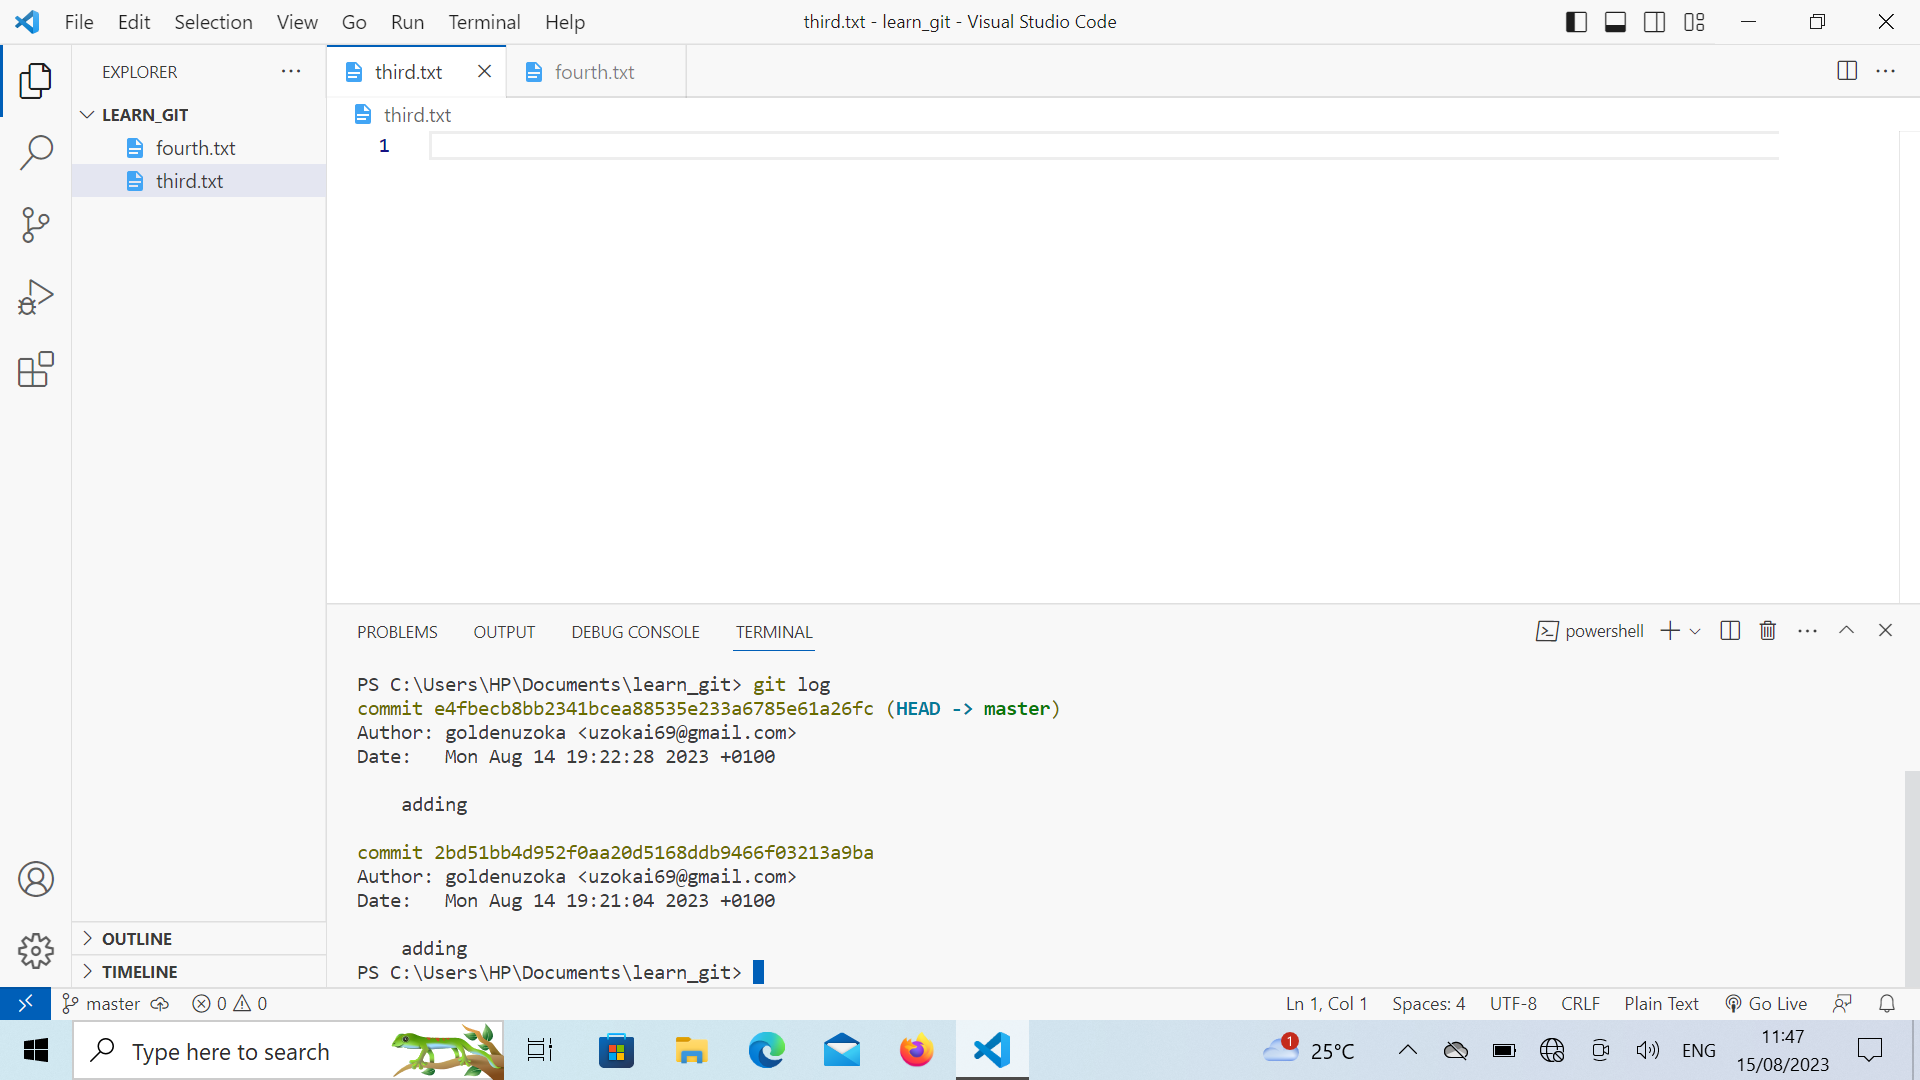 File Edit Selection View Go Run Terminal Help
third.txt - learn_git - Visual Studio Code
EXPLORER
LEARN_GIT
fourth.txt
third.txt
OUTLINE
TIMELINE
third.txt
fourth.txt
third.txt
1
PROBLEMS OUTPUT DEBUG CONSOLE TERMINAL
powershell
PS C:\Users\HP\Documents\learn_git> git log
commit e4fbecb8bb2341bcea88535e233a6785e61a26fc (HEAD -> master)
Author: goldenuzoka <uzokai69@gmail.com>
Date:   Mon Aug 14 19:22:28 2023 +0100
adding
commit 2bd51bb4d952f0aa20d5168ddb9466f03213a9ba
Author: goldenuzoka <uzokai69@gmail.com>
Date:   Mon Aug 14 19:21:04 2023 +0100
adding
PS C:\Users\HP\Documents\learn_git>
master 0 0
Ln 1, Col 1 Spaces: 4 UTF-8 CRLF Plain Text Go Live
Type here to search
1
25°C
ENG
11:47
15/08/2023